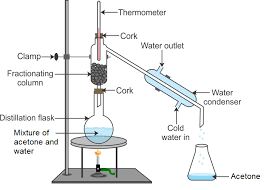 Thermometer
Cork
Water outlet
Clamp
Fractionating
column
Water
condenser
Cork
Distillation flask
Cold
water in
Mixture of
acetone and
water
Acetone